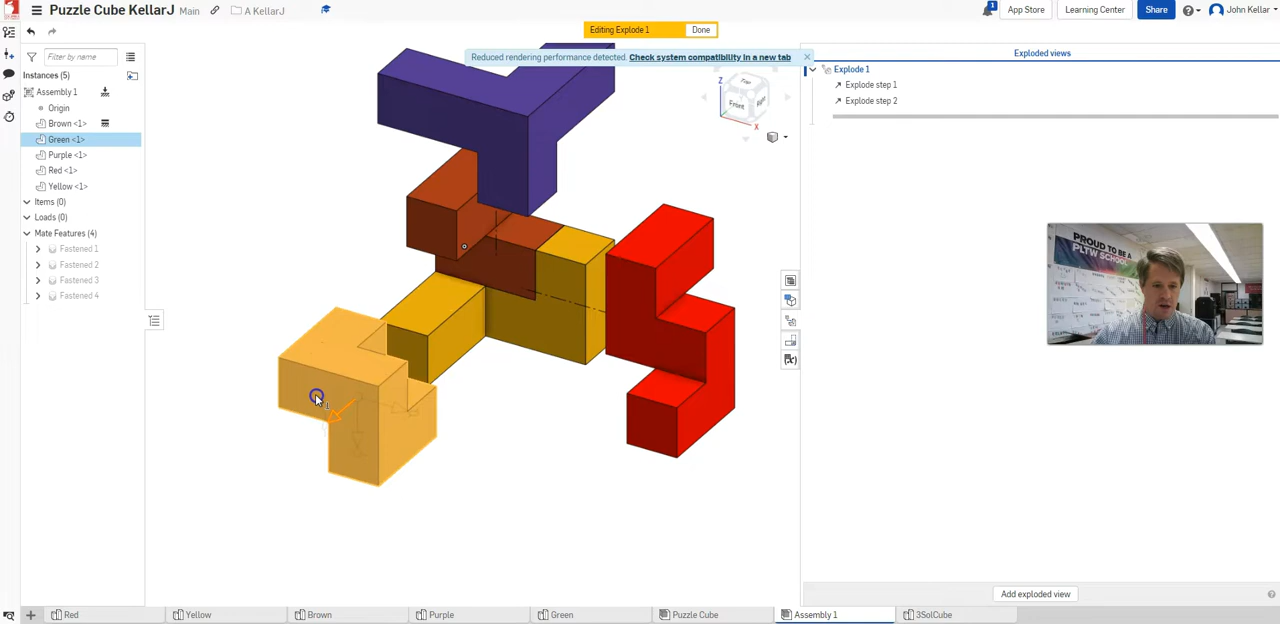 Puzzle Cube KellarJ Main A KellarJ
App Store Learning Center Share John Kellar
Editing Explode 1 Done
Reduced rendering performance detected. Check system compatibility in a new tab
Exploded views
Filter by name
Instances (5)
Assembly 1
Origin
Brown <1>
Green <1>
Purple <1>
Red <1>
Yellow <1>
Items (0)
Loads (0)
Mate Features (4)
Fastened 1
Fastened 2
Fastened 3
Fastened 4
Z
Top
Front
Right
X
Explode 1
Explode step 1
Explode step 2
PROUD TO BE A
PLTW SCHOOL
Add exploded view
Red Yellow Brown Purple Green Puzzle Cube Assembly 1 3SolCube